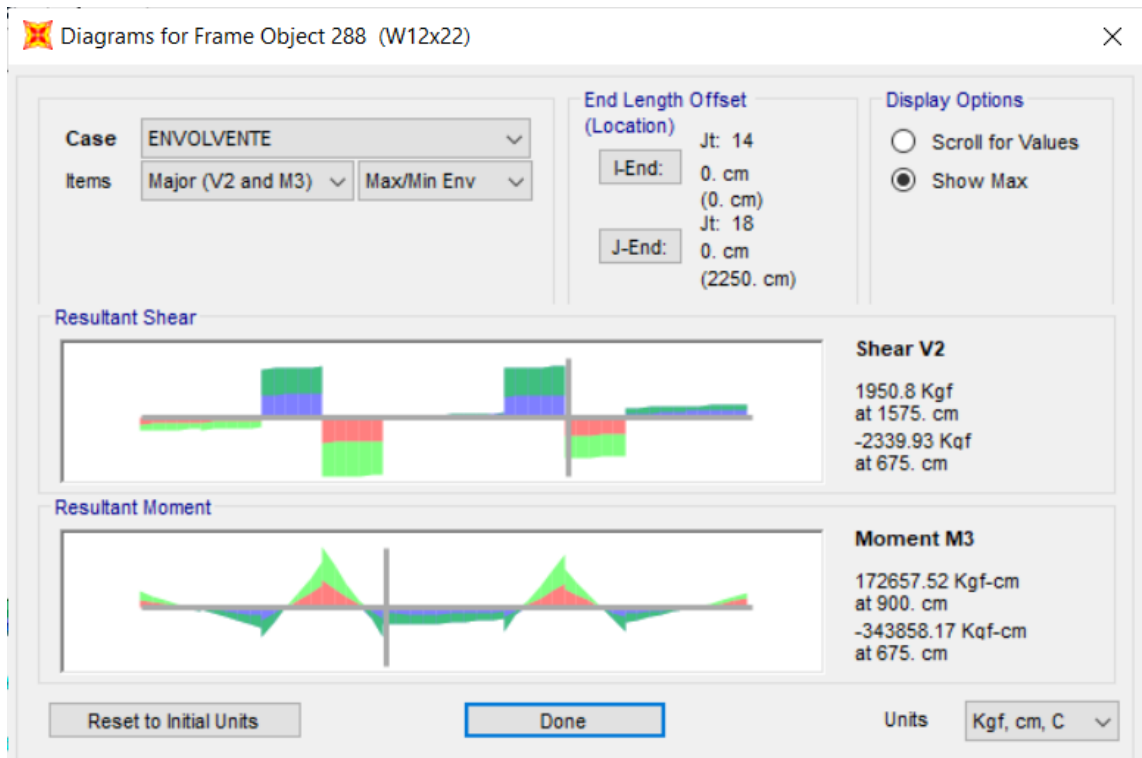 Diagrams for Frame Object 288 (W12x22)
Case ENVOLVENTE
Items Major (V2 and M3) Max/Min Env
End Length Offset
(Location)
I-End:
Jt: 14
0. cm
(0. cm)
J-End:
Jt: 18
0. cm
(2250. cm)
Display Options
Scroll for Values
Show Max
Resultant Shear
Shear V2
1950.8 Kgf
at 1575. cm
-2339.93 Kgf
at 675. cm
Resultant Moment
Moment M3
172657.52 Kgf-cm
at 900. cm
-343858.17 Kgf-cm
at 675. cm
Reset to Initial Units
Done
Units Kgf, cm, C